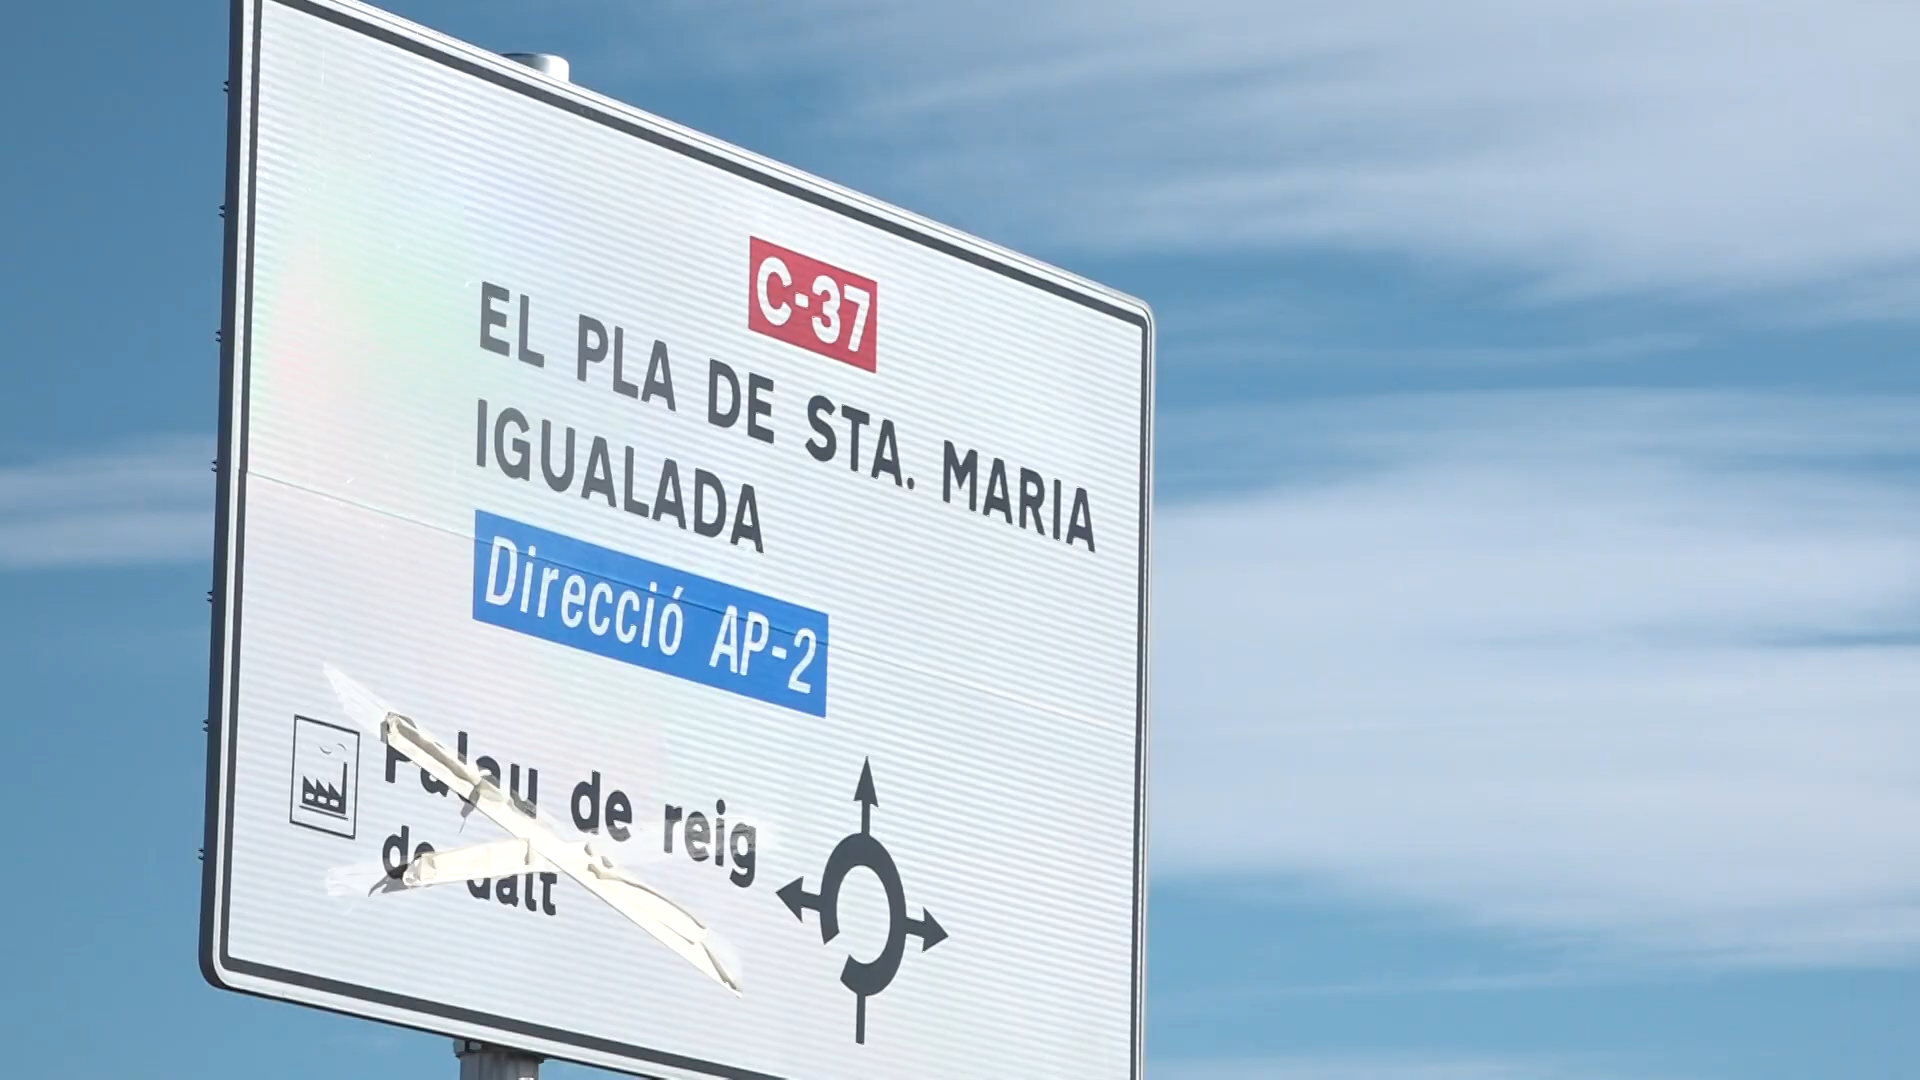 C-37
EL PLA DE STA. MARIA
IGUALADA
Direcció AP-2
Palau de reig
de dalt